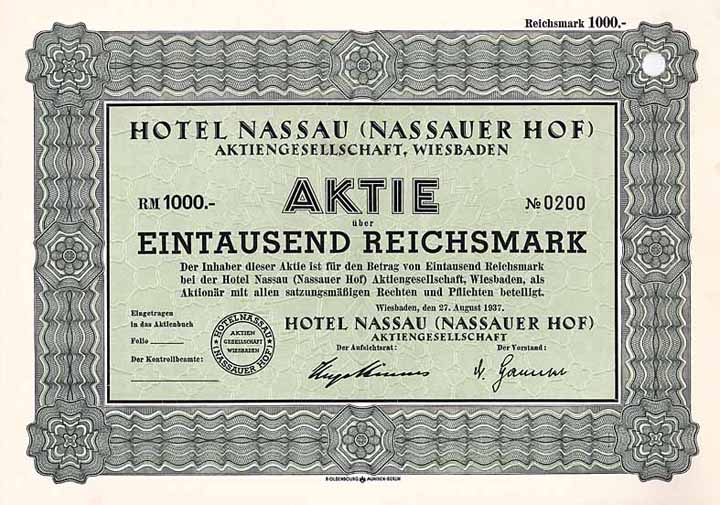 Reichsmark 1000.-
HOTEL NASSAU (NASSAUER HOF)
AKTIENGESELLSCHAFT, WIESBADEN
RM 1000.- AKTIE № 0200
über
EINTAUSEND REICHSMARK
Der Inhaber dieser Aktie ist für den Betrag von Eintausend Reichsmark
bei der Hotel Nassau (Nassauer Hof) Aktiengesellschaft, Wiesbaden, als
Aktionär mit allen satzungsmäßigen Rechten und Pflichten beteiligt.
Wiesbaden, den 27. August 1937.
Eingetragen
in das Aktienbuch
Folio
Der Kontrollbeamte:
HOTEL NASSAU
AKTIEN
GESELLSCHAFT
WIESBADEN
(NASSAUER HOF)
HOTEL NASSAU (NASSAUER HOF)
AKTIENGESELLSCHAFT
Der Aufsichtsrat: Der Vorstand:
R·OLDENBOURG MÜNCHEN-BERLIN